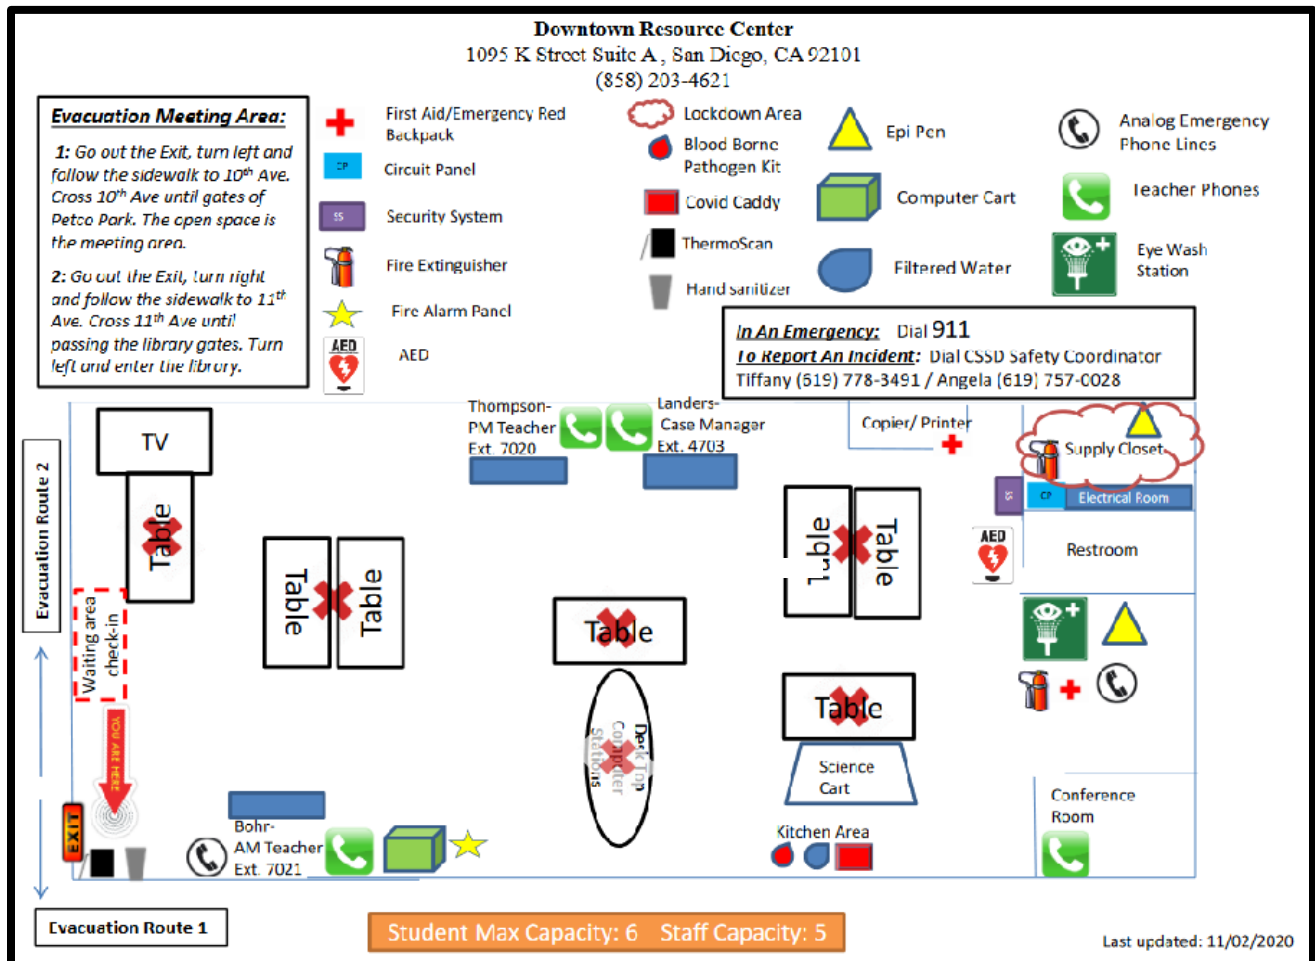 Downtown Resource Center
1095 K Street Suite A , San Diego, CA 92101
(858) 203-4621
Evacuation Meeting Area:
1: Go out the Exit, turn left and
follow the sidewalk to 10th Ave.
Cross 10th Ave until gates of
Petco Park. The open space is
the meeting area.
2: Go out the Exit, turn right
and follow the sidewalk to 11th
Ave. Cross 11th Ave until
passing the library gates. Turn
left and enter the library.
First Aid/Emergency Red
Backpack
CP
Circuit Panel
SS
Security System
Fire Extinguisher
Fire Alarm Panel
AED
AED
Lockdown Area
Blood Borne
Pathogen Kit
Covid Caddy
ThermoScan
Hand sanitizer
Epi Pen
Computer Cart
Filtered Water
Analog Emergency
Phone Lines
Teacher Phones
Eye Wash
Station
In An Emergency: Dial 911
To Report An Incident: Dial CSSD Safety Coordinator
Tiffany (619) 778-3491 / Angela (619) 757-0028
Evacuation Route 2
TV
Table
Waiting area
check-in
YOU ARE HERE
EXIT
Table
Table
Thompson-
PM Teacher
Ext. 7020
Landers-
Case Manager
Ext. 4703
Table
Desk Top
Computer
Stations
Copier/ Printer
Supply Closet
SS
CP
Electrical Room
AED
Restroom
Table
Table
Table
Science
Cart
Kitchen Area
Conference
Room
Bohr-
AM Teacher
Ext. 7021
Evacuation Route 1
Student Max Capacity: 6 Staff Capacity: 5
Last updated: 11/02/2020